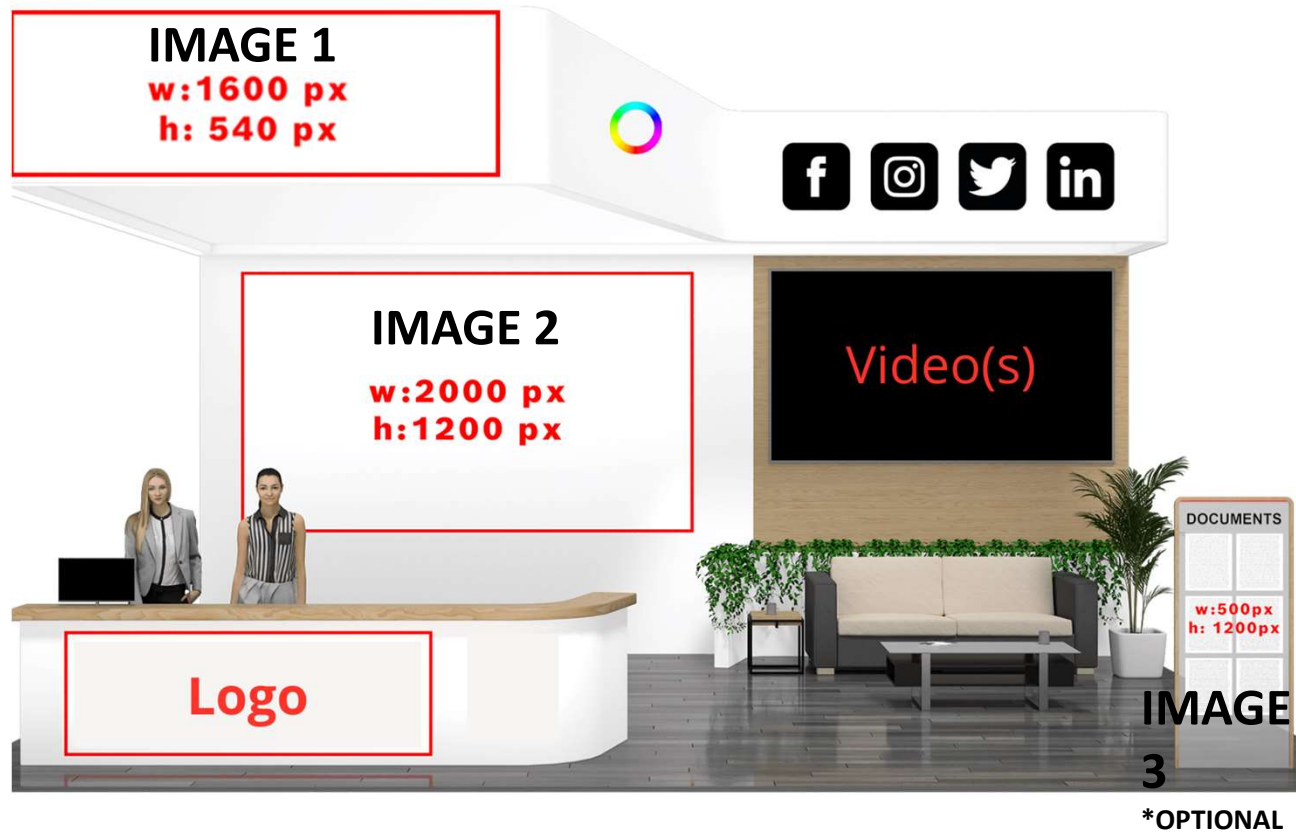 IMAGE 1
w:1600 px
h: 540 px
f
in
IMAGE 2
w:2000 px
h:1200 px
Video(s)
DOCUMENTS
w:500px
h: 1200px
Logo
IMAGE
3
*OPTIONAL